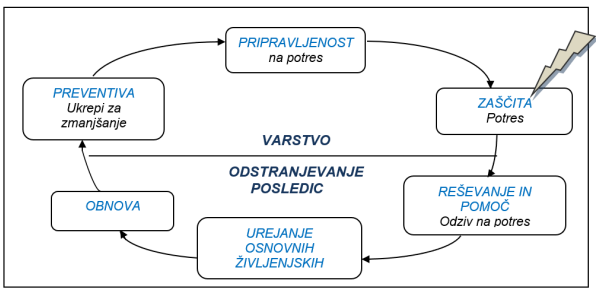 PRIPRAVLJENOST
na potres
PREVENTIVA
Ukrepi za
zmanjšanje
ZAŠČITA
Potres
VARSTVO
ODSTRANJEVANJE
POSLEDIC
REŠEVANJE IN
POMOČ
Odziv na potres
OBNOVA
UREJANJE
OSNOVNIH
ŽIVLJENJSKIH